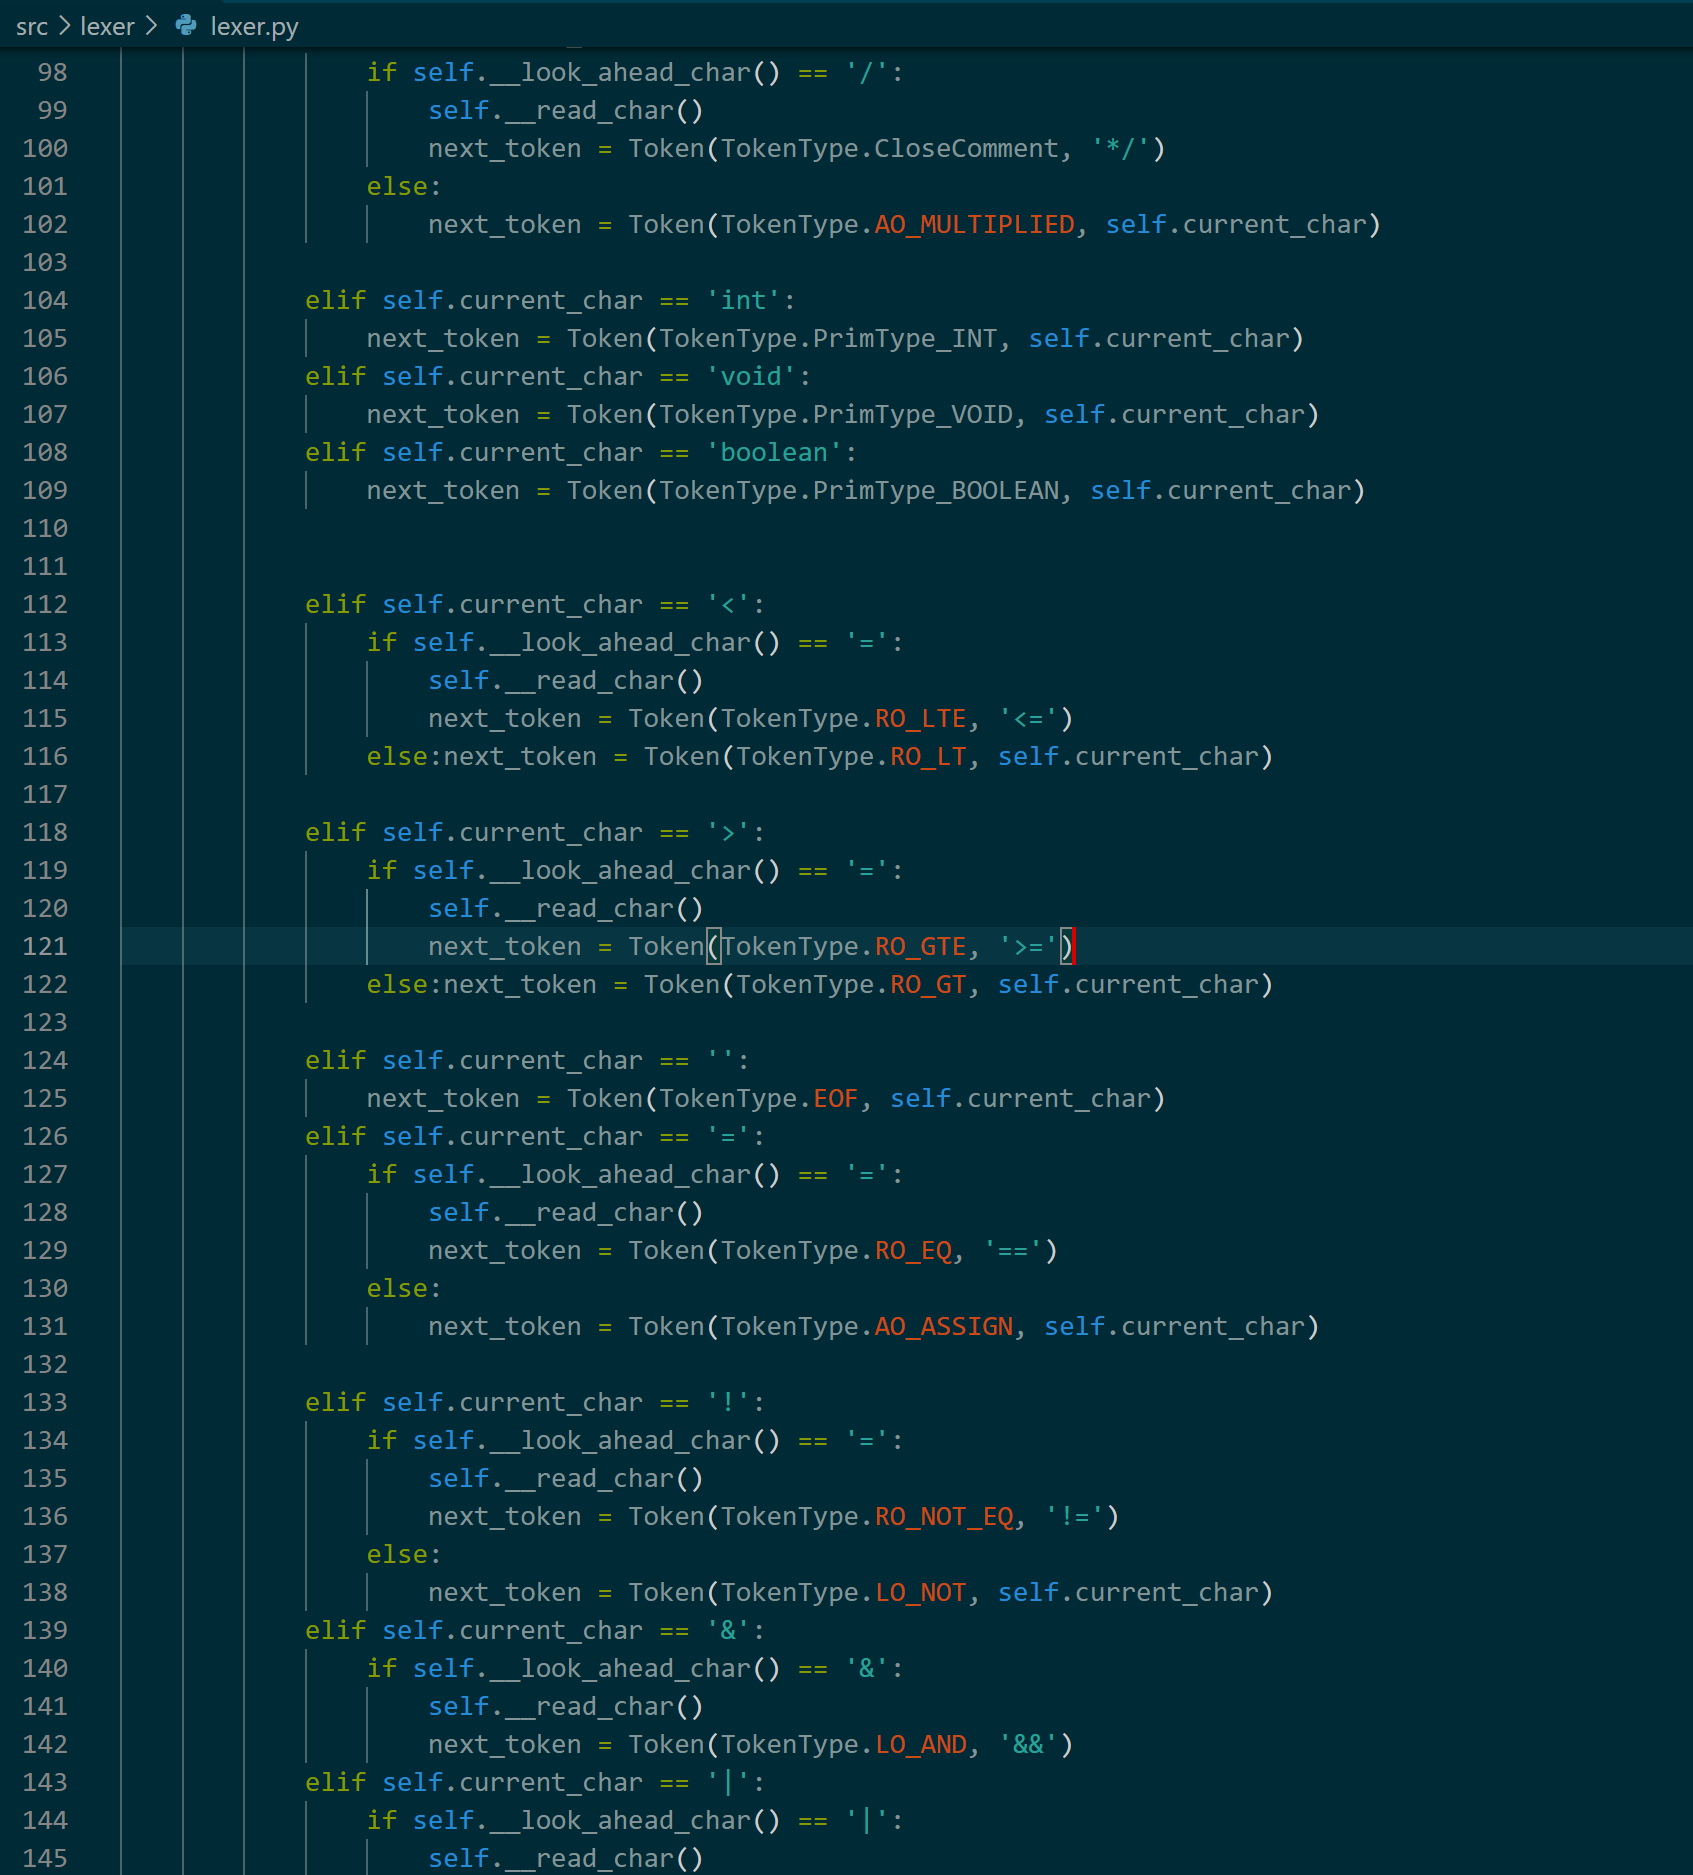 src > lexer > lexer.py
98 if self.__look_ahead_char() == '/':
99 self.__read_char()
100 next_token = Token(TokenType.CloseComment, '*/')
101 else:
102 next_token = Token(TokenType.AO_MULTIPLIED, self.current_char)
103
104 elif self.current_char == 'int':
105 next_token = Token(TokenType.PrimType_INT, self.current_char)
106 elif self.current_char == 'void':
107 next_token = Token(TokenType.PrimType_VOID, self.current_char)
108 elif self.current_char == 'boolean':
109 next_token = Token(TokenType.PrimType_BOOLEAN, self.current_char)
110
111
112 elif self.current_char == '<':
113 if self.__look_ahead_char() == '=':
114 self.__read_char()
115 next_token = Token(TokenType.RO_LTE, '<=')
116 else:next_token = Token(TokenType.RO_LT, self.current_char)
117
118 elif self.current_char == '>':
119 if self.__look_ahead_char() == '=':
120 self.__read_char()
121 next_token = Token(TokenType.RO_GTE, '>=')
122 else:next_token = Token(TokenType.RO_GT, self.current_char)
123
124 elif self.current_char == '':
125 next_token = Token(TokenType.EOF, self.current_char)
126 elif self.current_char == '=':
127 if self.__look_ahead_char() == '=':
128 self.__read_char()
129 next_token = Token(TokenType.RO_EQ, '==')
130 else:
131 next_token = Token(TokenType.AO_ASSIGN, self.current_char)
132
133 elif self.current_char == '!':
134 if self.__look_ahead_char() == '=':
135 self.__read_char()
136 next_token = Token(TokenType.RO_NOT_EQ, '!=')
137 else:
138 next_token = Token(TokenType.LO_NOT, self.current_char)
139 elif self.current_char == '&':
140 if self.__look_ahead_char() == '&':
141 self.__read_char()
142 next_token = Token(TokenType.LO_AND, '&&')
143 elif self.current_char == '|':
144 if self.__look_ahead_char() == '|':
145 self.__read_char()